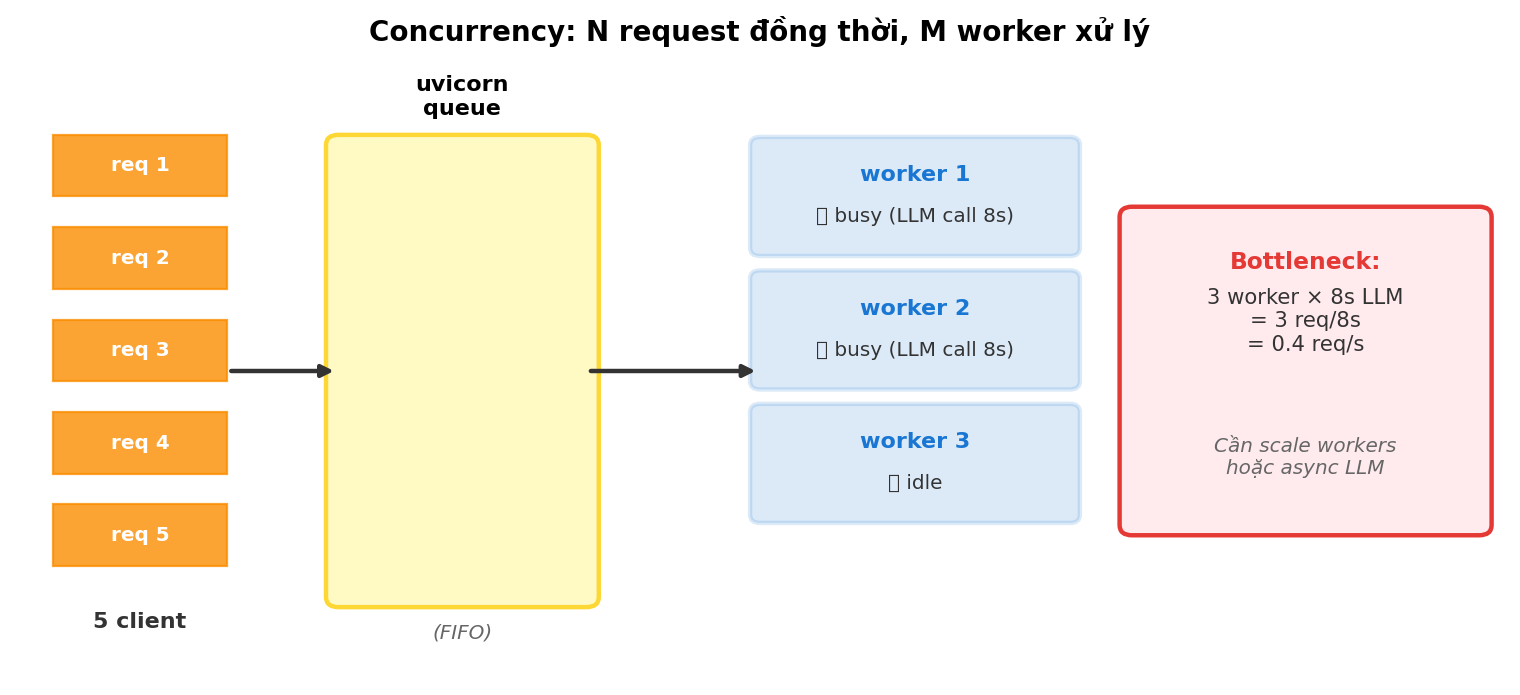 Concurrency: N request đồng thời, M worker xử lý
uvicorn
queue
req 1
req 2
req 3
req 4
req 5
5 client
(FIFO)
worker 1
▯ busy (LLM call 8s)
worker 2
▯ busy (LLM call 8s)
worker 3
▯ idle
Bottleneck:
3 worker × 8s LLM
= 3 req/8s
= 0.4 req/s
Cần scale workers
hoặc async LLM